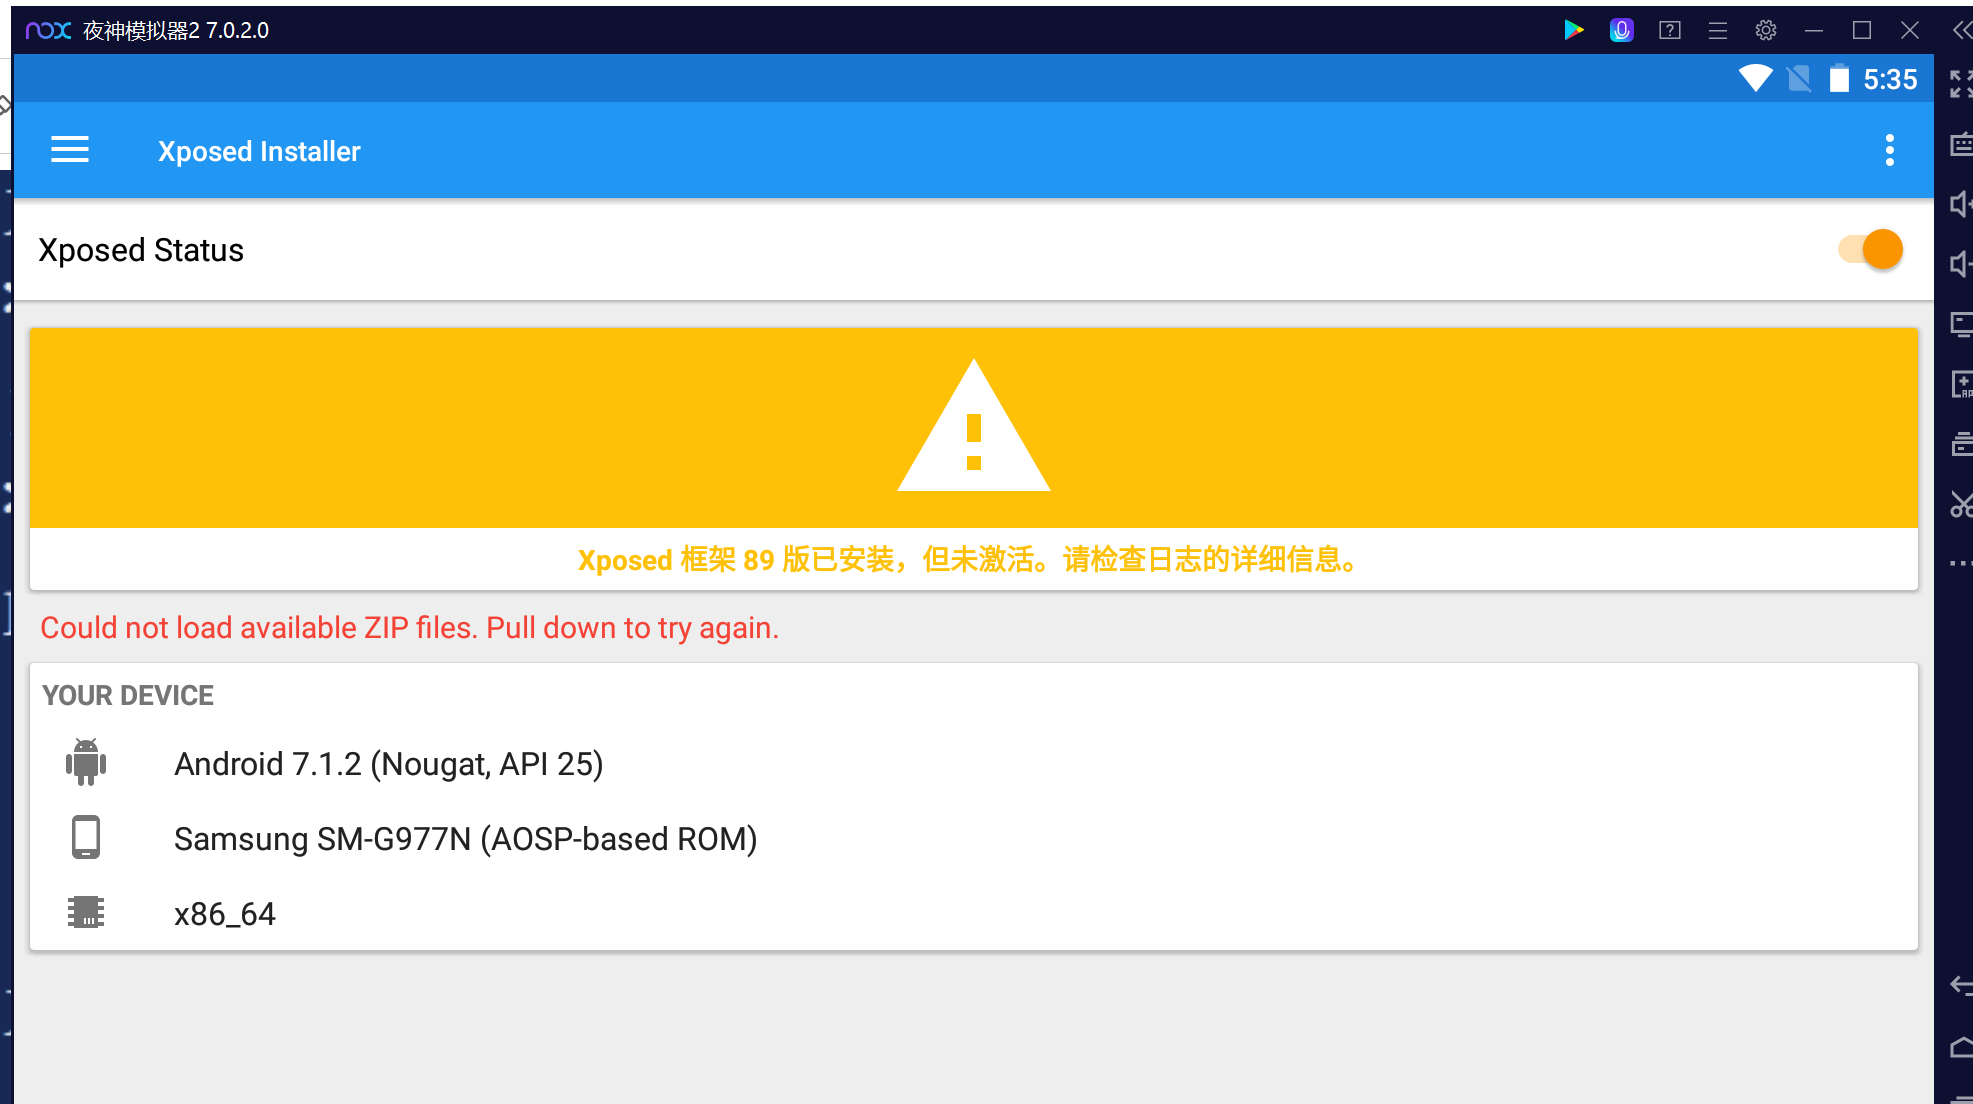 nox 夜神模拟器2 7.0.2.0
5:35
Xposed Installer
Xposed Status
Xposed 框架 89 版已安装，但未激活。请检查日志的详细信息。
Could not load available ZIP files. Pull down to try again.
YOUR DEVICE
Android 7.1.2 (Nougat, API 25)
Samsung SM-G977N (AOSP-based ROM)
x86_64